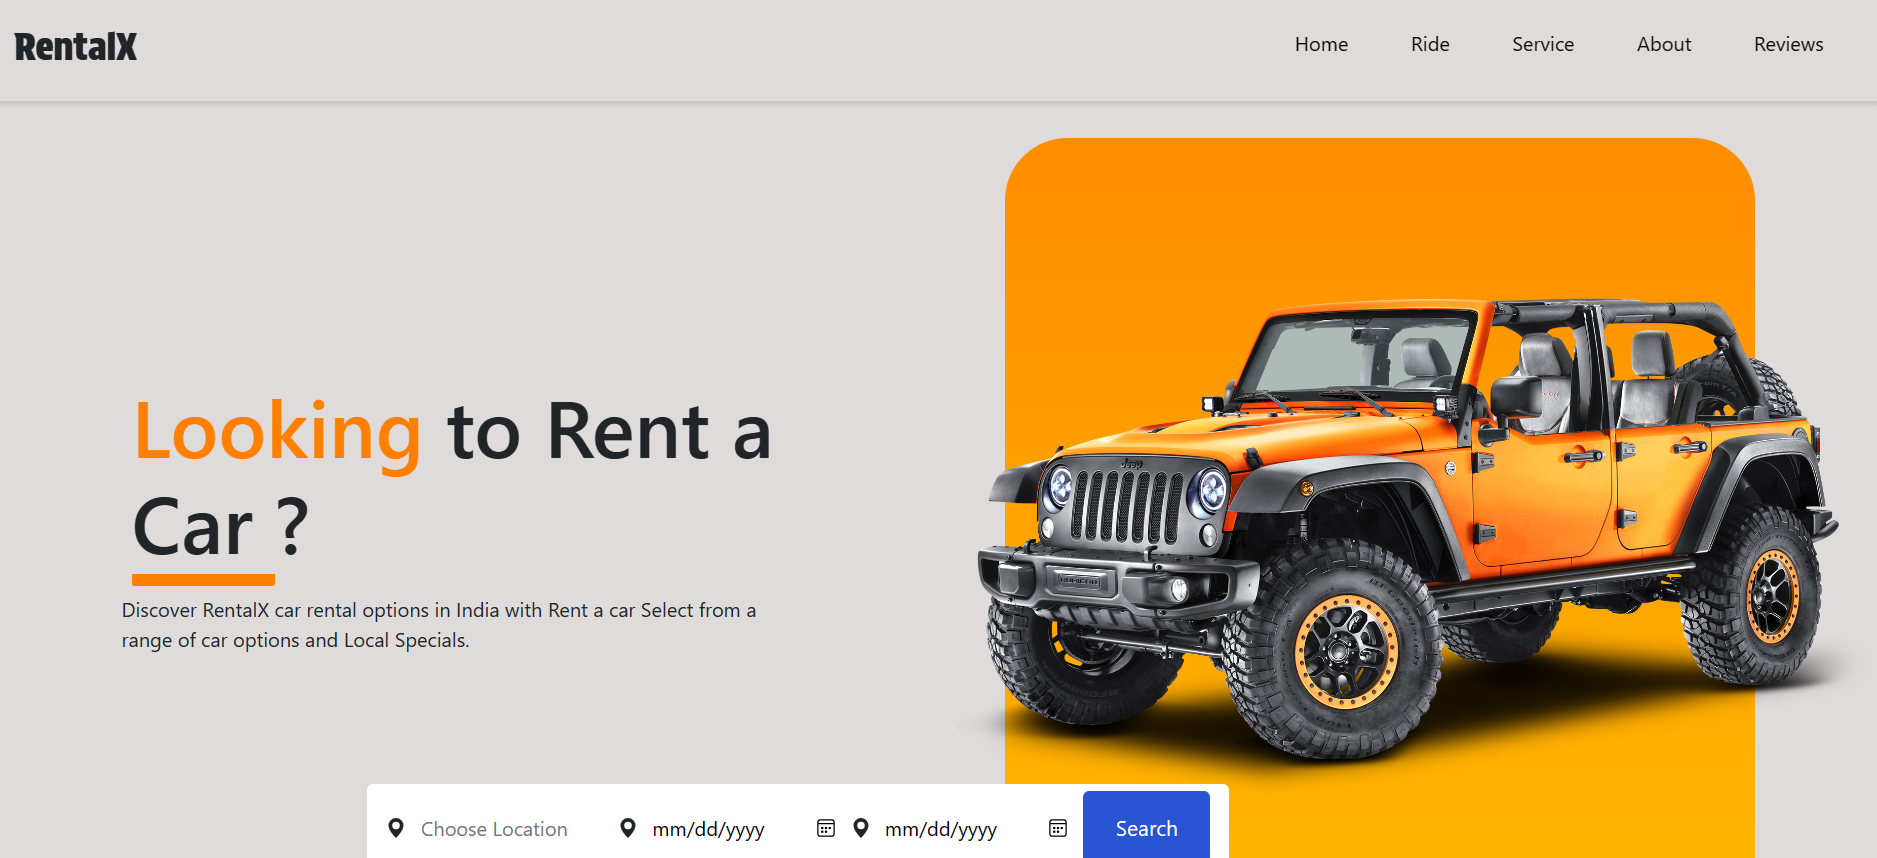 RentalX
Home Ride Service About Reviews
Looking to Rent a
Car ?
Discover RentalX car rental options in India with Rent a car Select from a
range of car options and Local Specials.
Jeep
RUBICON
Choose Location mm/dd/yyyy mm/dd/yyyy Search